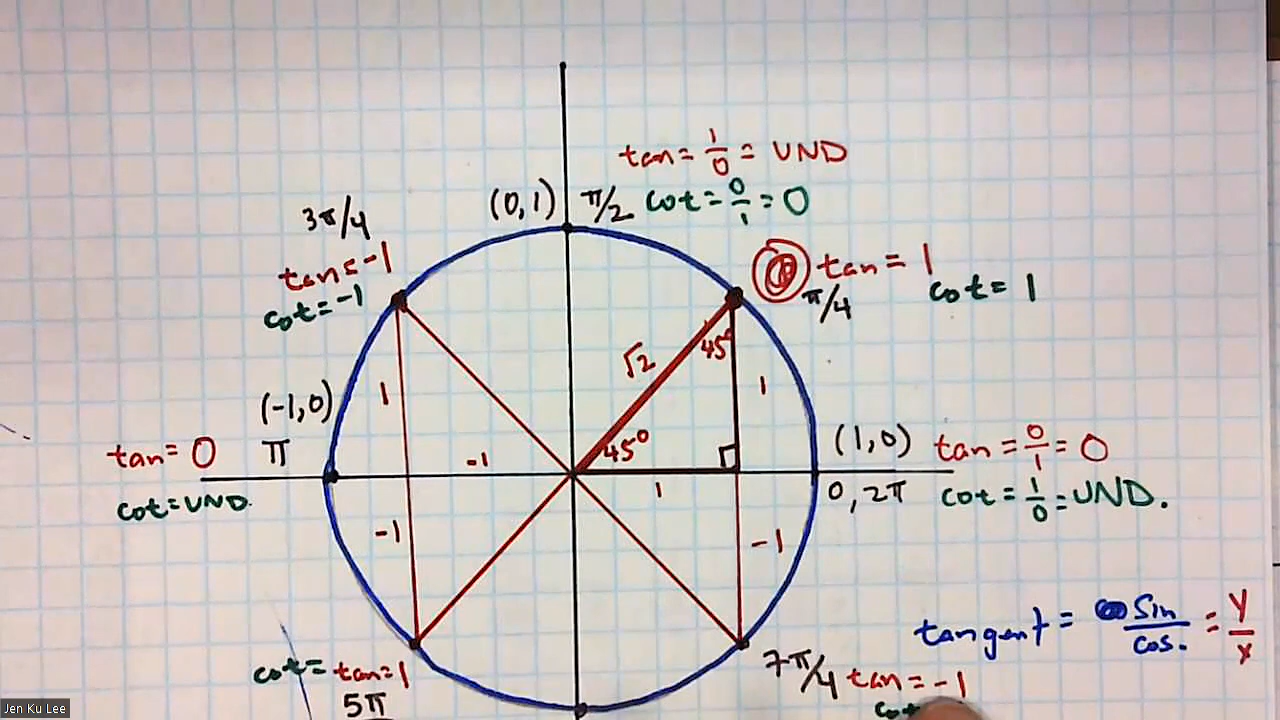 tan = 1/0 = UND
(0,1) π/2 cot = 0/1 = 0
3π/4
tan = -1
cot = -1
tan = 1
π/4 cot = 1
√2
45°
45°
1
1
1
-1
-1
-1
(-1,0)
π
tan = 0
cot = UND.
(1,0) tan = 0/1 = 0
0, 2π cot = 1/0 = UND.
tangent = Sin/cos. = Y/x
cot = tan = 1
5π
7π/4 tan = -1
cot
Jen Ku Lee